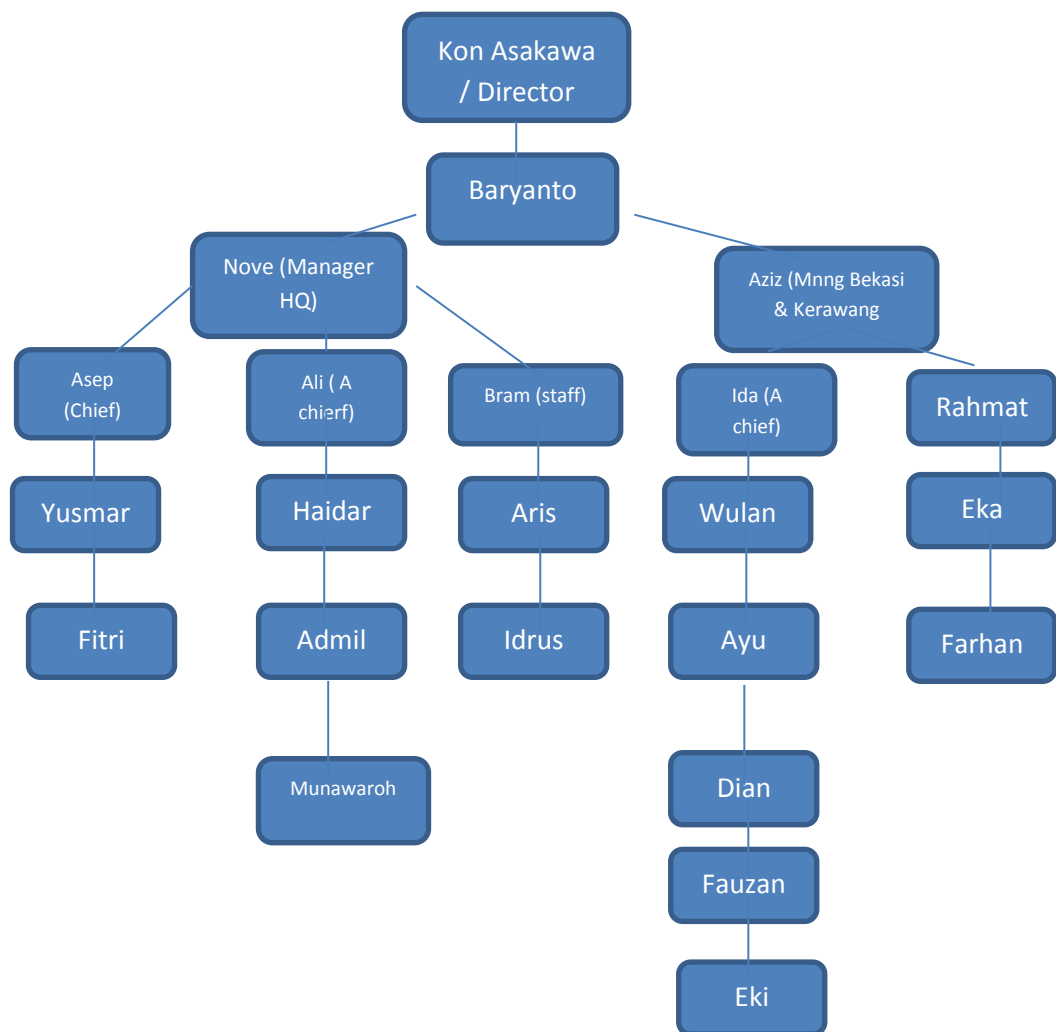 Kon Asakawa
/ Director
Baryanto
Nove (Manager
HQ)
Aziz (Mnng Bekasi
& Kerawang
Asep
(Chief)
Ali ( A
chierf)
Bram (staff)
Ida (A
chief)
Rahmat
Yusmar
Haidar
Aris
Wulan
Eka
Fitri
Admil
Idrus
Ayu
Farhan
Munawaroh
Dian
Fauzan
Eki